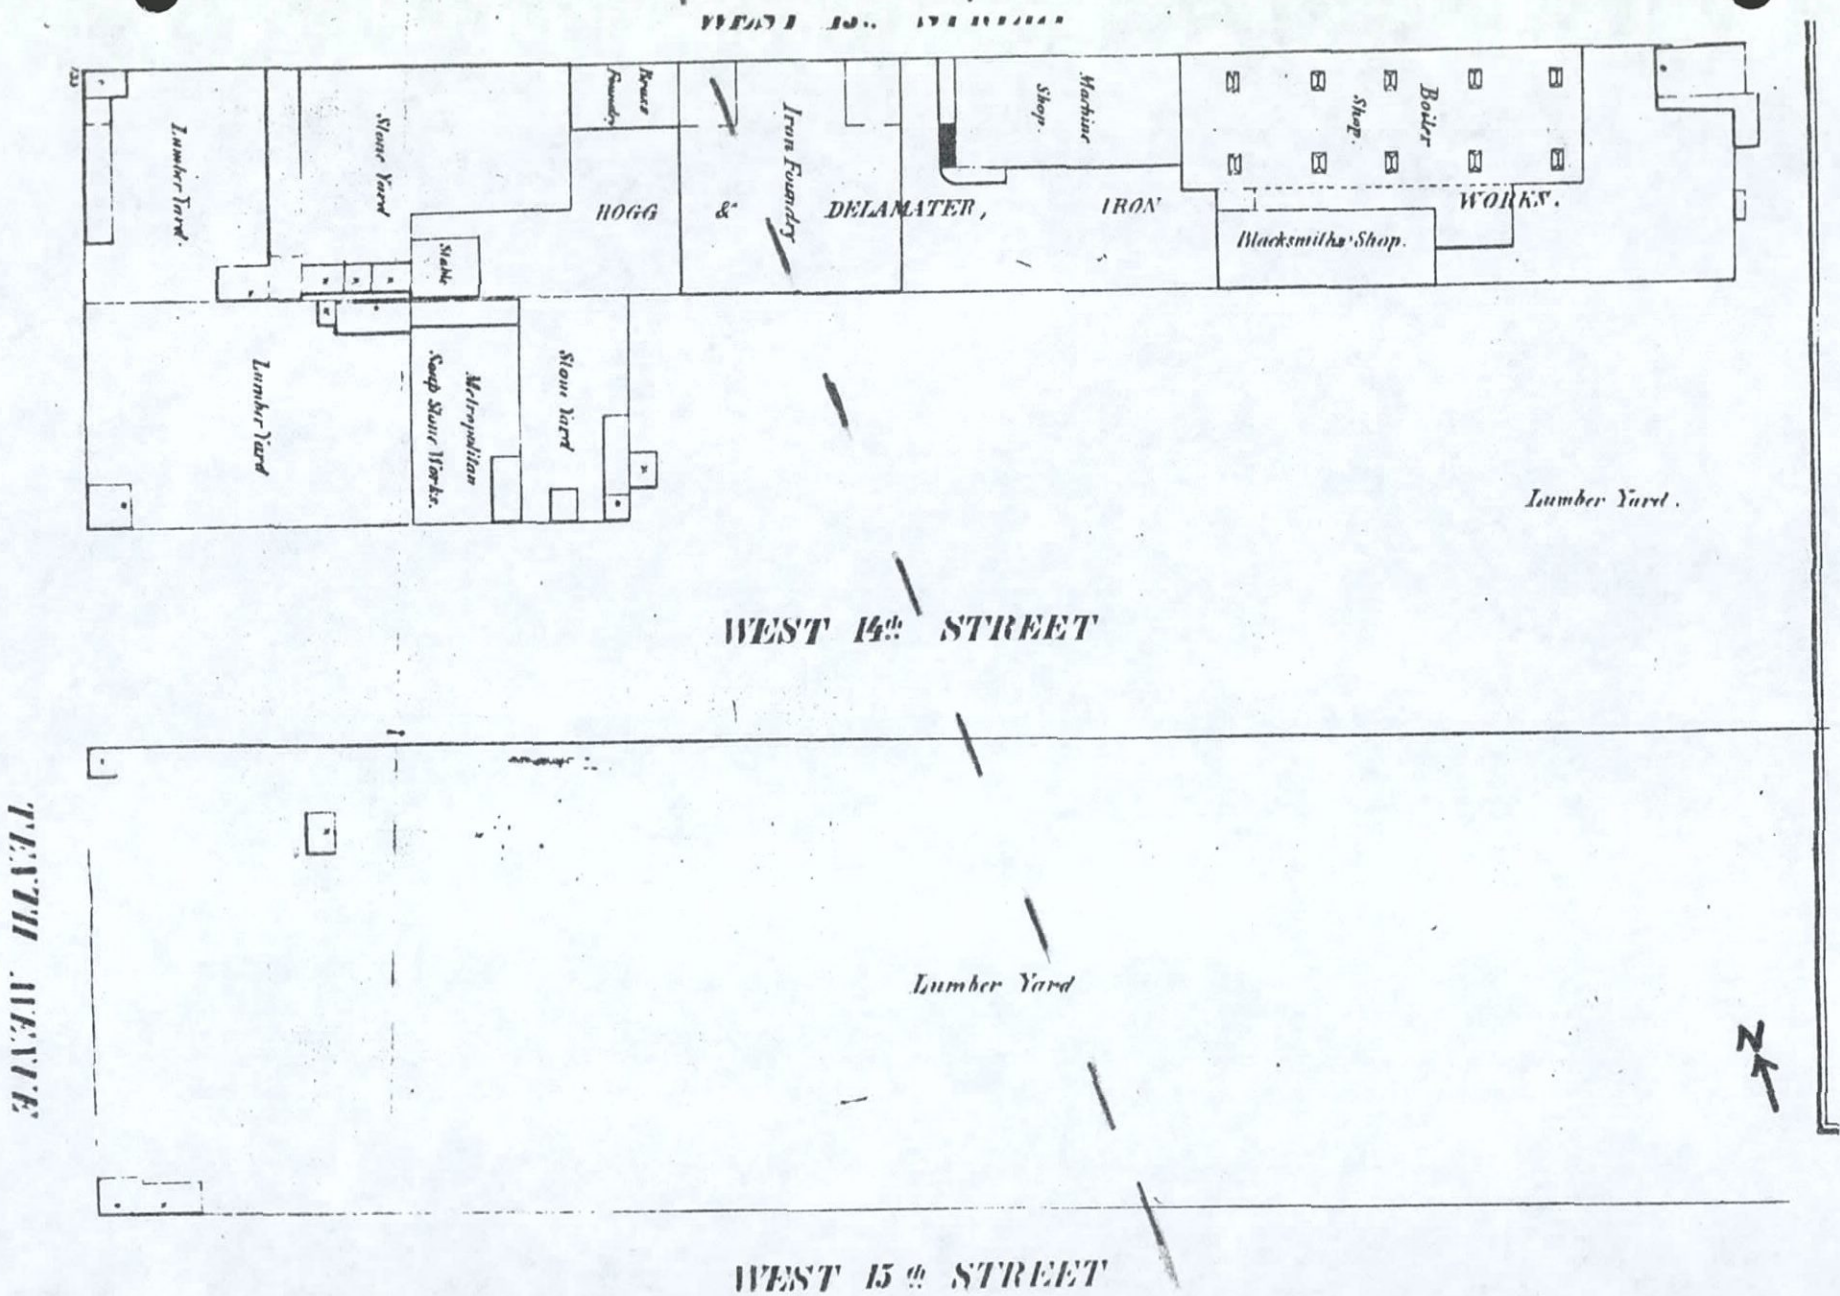 WEST
Lumber Yard.
Stone Yard
Brass
Foundry
Iron Foundry
Machine
Shop.
Boiler
Shop.
HOGG & DELAMATER, IRON WORKS.
Blacksmiths Shop.
Stable
Lumber Yard
Metropolitan
Soap Stone Works.
Stone Yard
Lumber Yard.
WEST 14th STREET
Lumber Yard
N
TENTH AVENUE
WEST 15th STREET